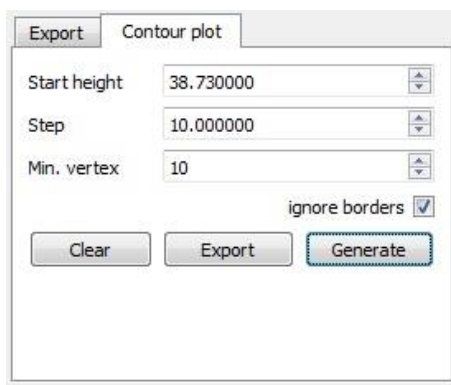 Export Contour plot
Start height 38.730000
Step 10.000000
Min. vertex 10
ignore borders
Clear Export Generate